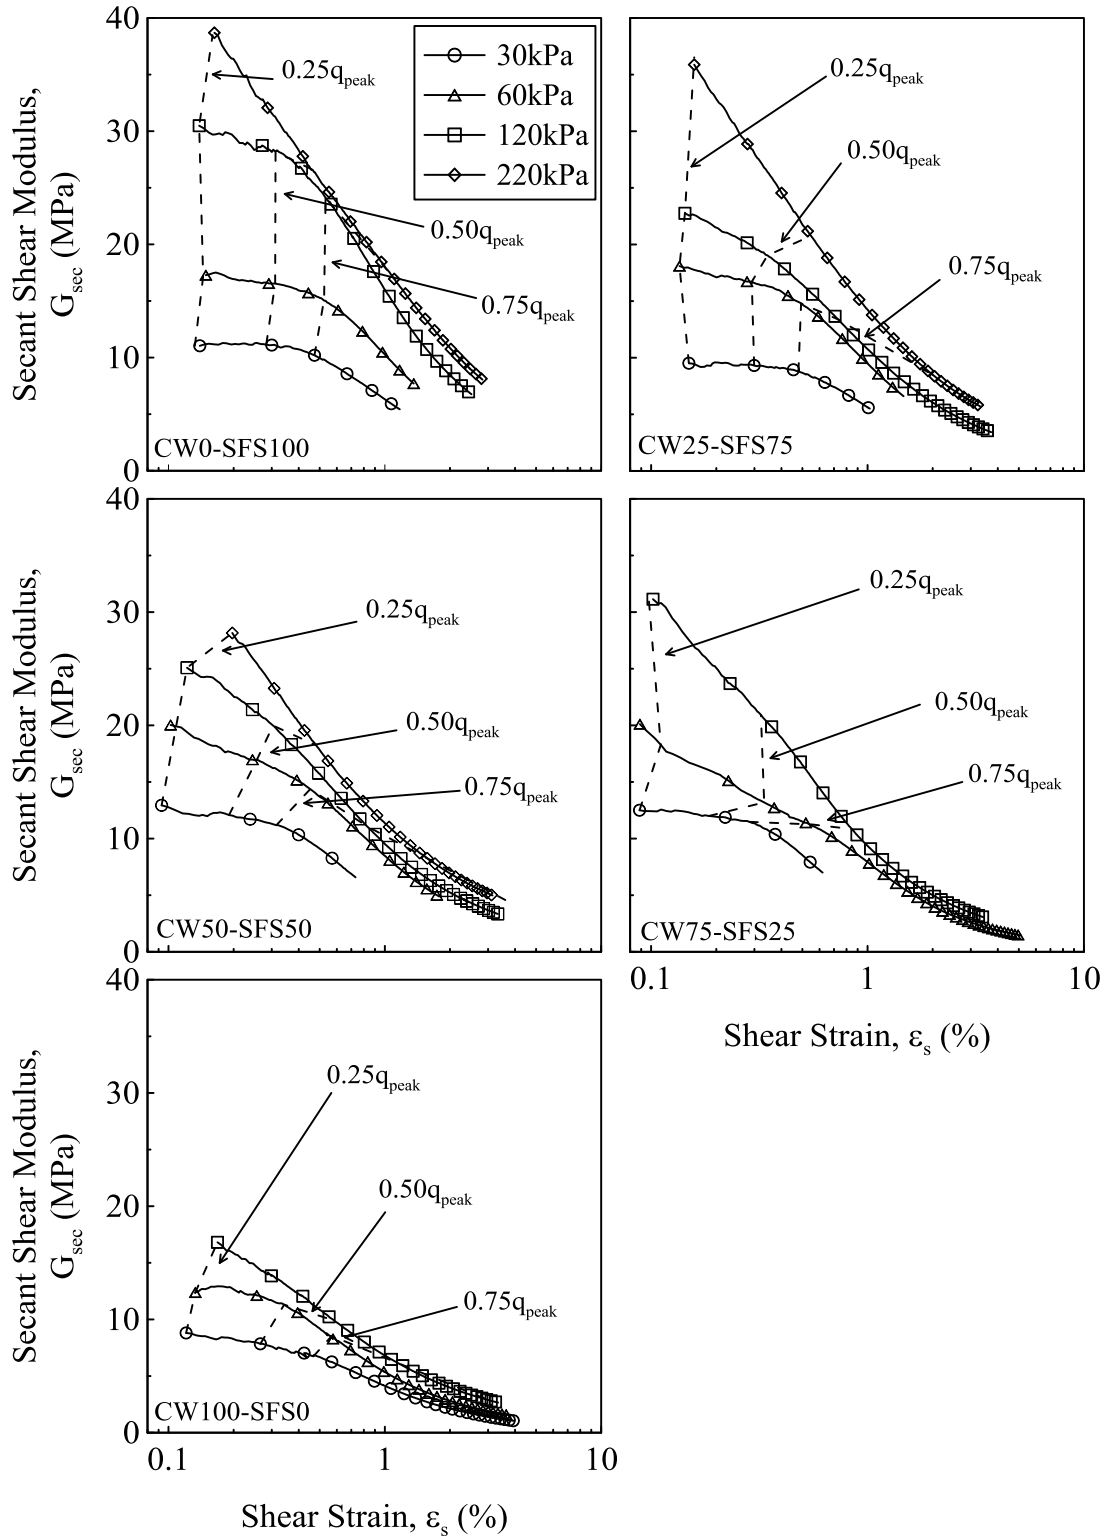 40
30
20
10
0
Secant Shear Modulus,
G_sec (MPa)
0.25q_peak
0.50q_peak
0.75q_peak
30kPa
60kPa
120kPa
220kPa
CW0-SFS100
0.25q_peak
0.50q_peak
0.75q_peak
CW25-SFS75
40
30
20
10
0
Secant Shear Modulus,
G_sec (MPa)
0.25q_peak
0.50q_peak
0.75q_peak
CW50-SFS50
0.25q_peak
0.50q_peak
0.75q_peak
CW75-SFS25
0.1 1 10
Shear Strain, ε_s (%)
40
30
20
10
0
Secant Shear Modulus,
G_sec (MPa)
0.25q_peak
0.50q_peak
0.75q_peak
CW100-SFS0
0.1 1 10
Shear Strain, ε_s (%)